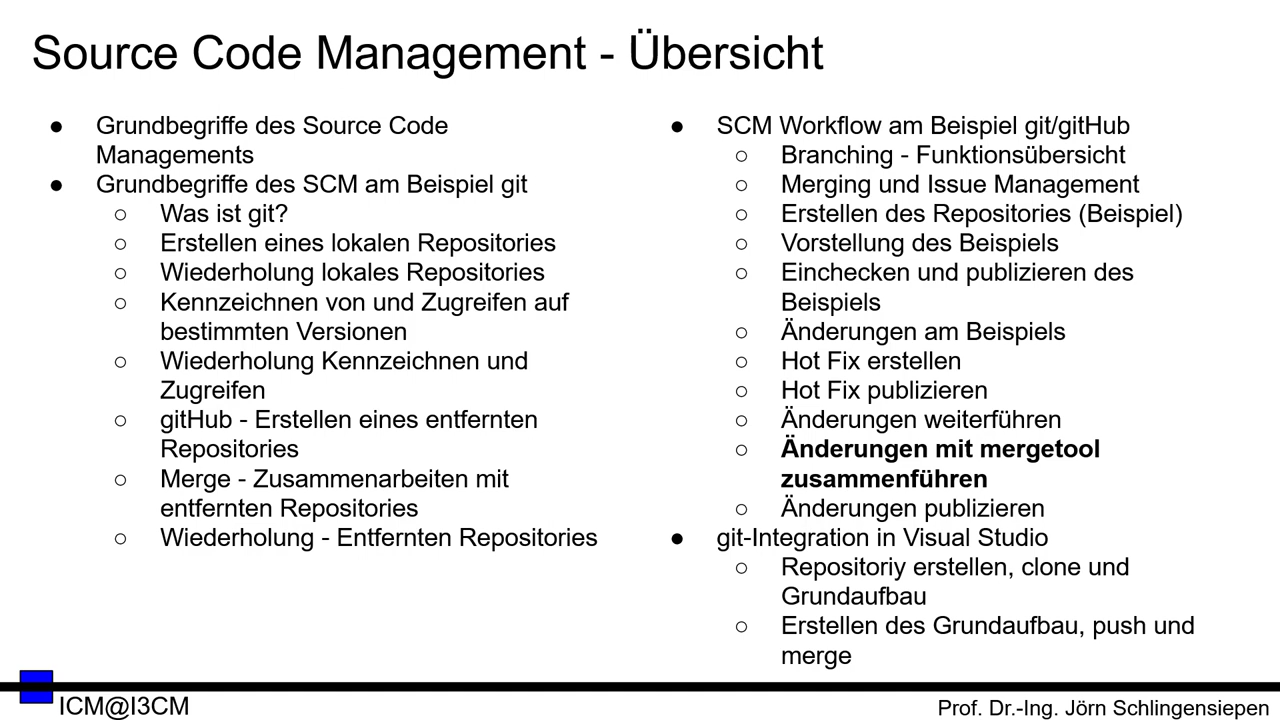 Source Code Management - Übersicht
● Grundbegriffe des Source Code
Managements
● Grundbegriffe des SCM am Beispiel git
○ Was ist git?
○ Erstellen eines lokalen Repositories
○ Wiederholung lokales Repositories
○ Kennzeichnen von und Zugreifen auf
bestimmten Versionen
○ Wiederholung Kennzeichnen und
Zugreifen
○ gitHub - Erstellen eines entfernten
Repositories
○ Merge - Zusammenarbeiten mit
entfernten Repositories
○ Wiederholung - Entfernten Repositories
● SCM Workflow am Beispiel git/gitHub
○ Branching - Funktionsübersicht
○ Merging und Issue Management
○ Erstellen des Repositories (Beispiel)
○ Vorstellung des Beispiels
○ Einchecken und publizieren des
Beispiels
○ Änderungen am Beispiels
○ Hot Fix erstellen
○ Hot Fix publizieren
○ Änderungen weiterführen
○ Änderungen mit mergetool
zusammenführen
○ Änderungen publizieren
● git-Integration in Visual Studio
○ Repositoriy erstellen, clone und
Grundaufbau
○ Erstellen des Grundaufbau, push und
merge
ICM@I3CM
Prof. Dr.-Ing. Jörn Schlingensiepen